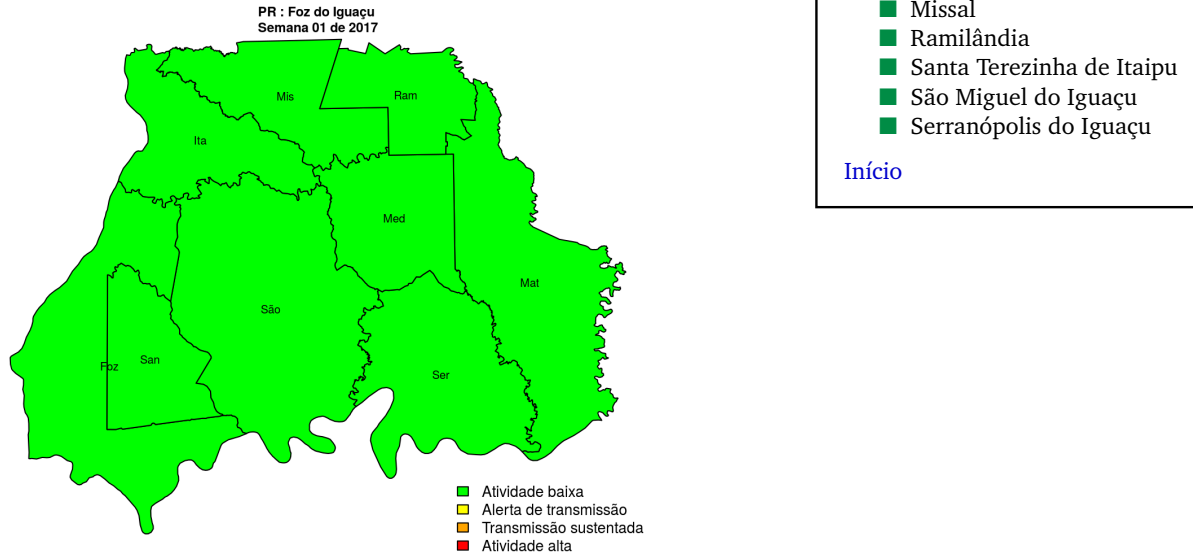 PR : Foz do Iguaçu
Semana 01 de 2017
Mis
Ram
Ita
Med
Mat
São
Foz
San
Ser
Atividade baixa
Alerta de transmissão
Transmissão sustentada
Atividade alta
Missal
Ramilândia
Santa Terezinha de Itaipu
São Miguel do Iguaçu
Serranópolis do Iguaçu
Início